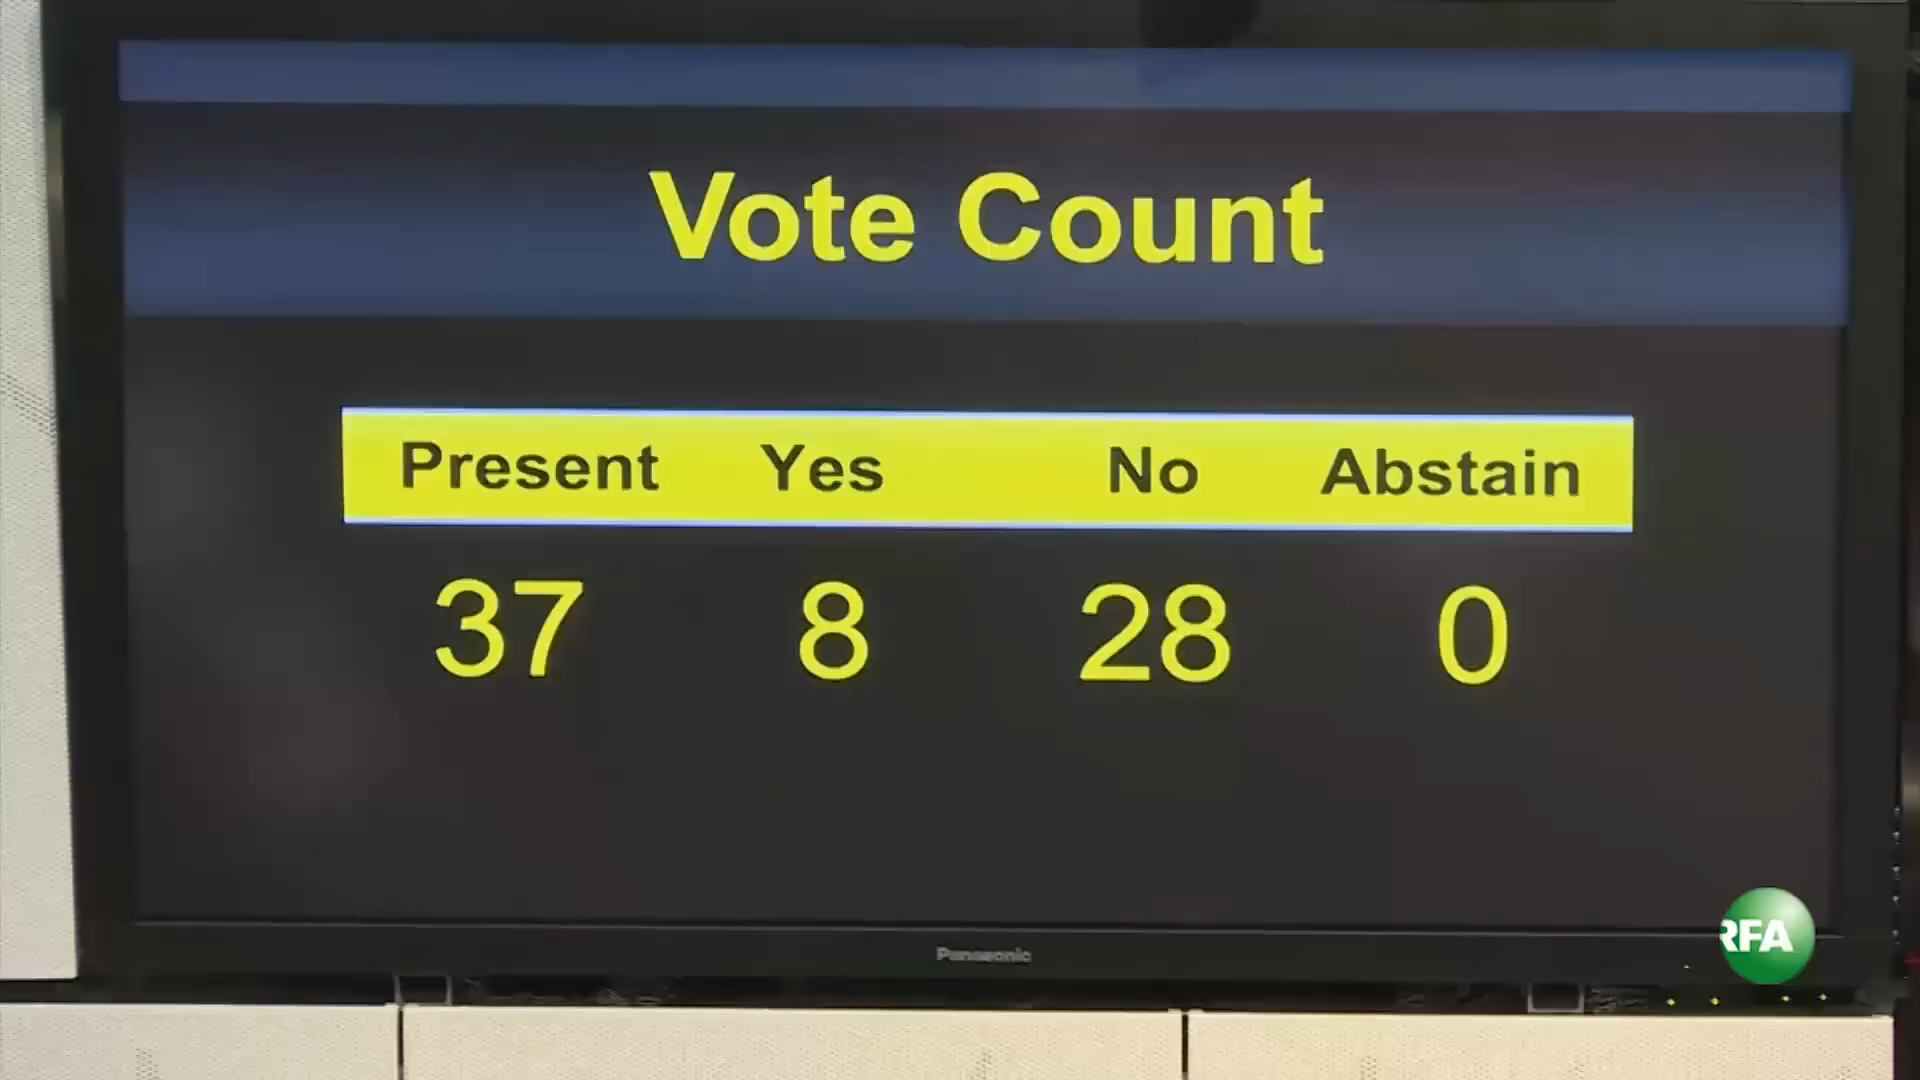 Vote Count
Present Yes No Abstain
37 8 28 0
Panasonic
RFA